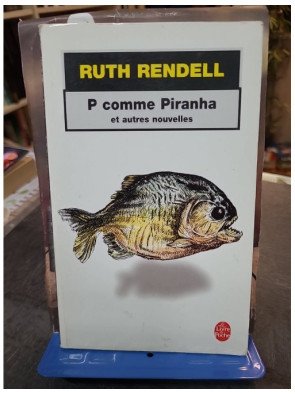 RUTH RENDELL
P comme Piranha
et autres nouvelles
Le Livre
de Poche